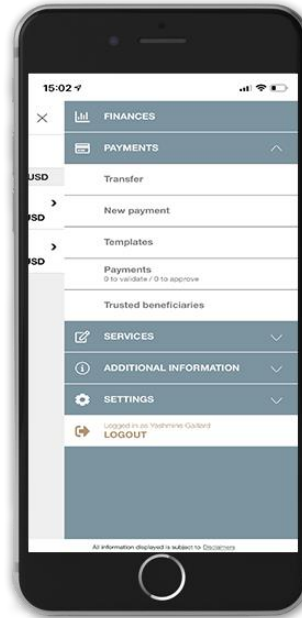 15:02
FINANCES
PAYMENTS
USD
Transfer
USD
New payment
Templates
USD
Payments
0 to validate / 0 to approve
Trusted beneficiaries
SERVICES
ADDITIONAL INFORMATION
SETTINGS
Logged in as Yashmine Gallard
LOGOUT
All information displayed is subject to Disclaimers